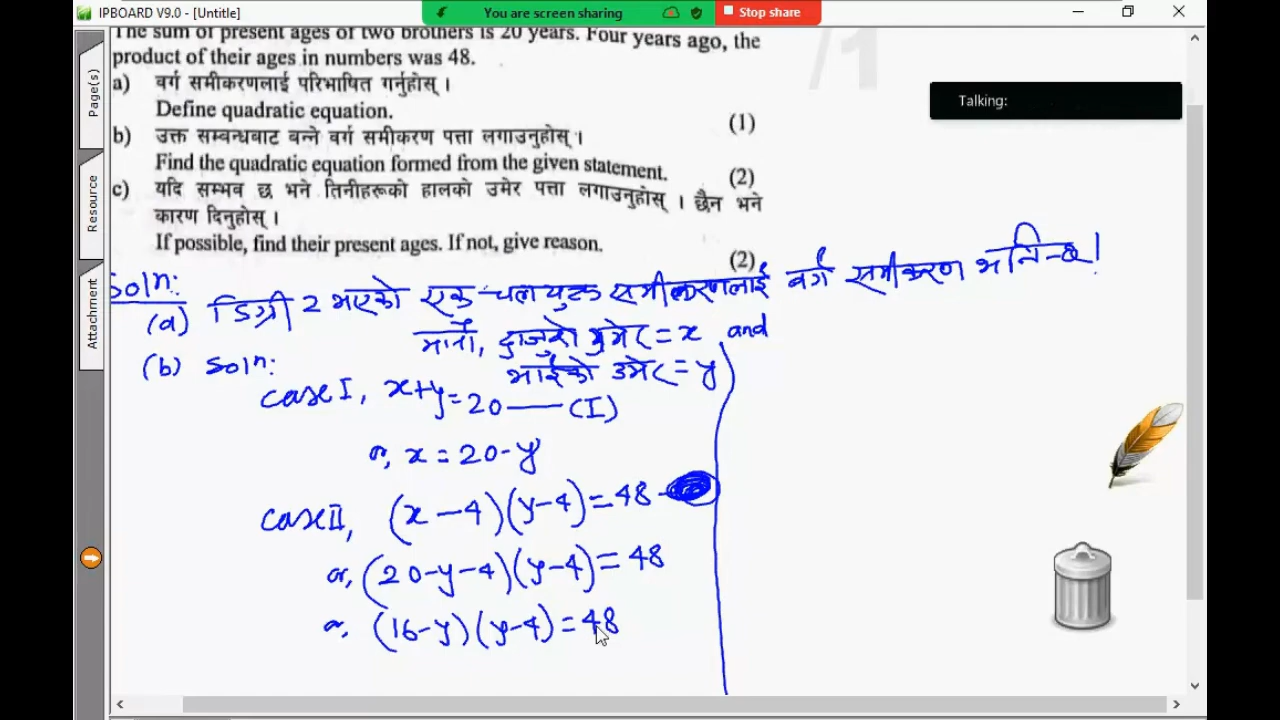 IPBOARD V9.0 - [Untitled]
You are screen sharing
Stop share
The sum of present ages of two brothers is 20 years. Four years ago, the
product of their ages in numbers was 48.
a) वर्ग समीकरणलाई परिभाषित गर्नुहोस् ।
Define quadratic equation. (1)
b) उक्त सम्बन्धबाट बन्ने वर्ग समीकरण पत्ता लगाउनुहोस् ।
Find the quadratic equation formed from the given statement. (2)
c) यदि सम्भव छ भने तिनीहरूको हालको उमेर पत्ता लगाउनुहोस् । छैन भने
कारण दिनुहोस् ।
If possible, find their present ages. If not, give reason. (2)
Talking:
Page(s)
Resource
Attachment
/1
Soln:
(a) डिग्री 2 भएको एक चलयुक्त समीकरणलाई वर्ग समीकरण भनिन्छ।
मानौं, दाजुको उमेर = x and
(b) Soln: भाईको उमेर = y
case I, x+y=20 — (I)
or, x = 20-y
case II, (x-4)(y-4)=48
or, (20-y-4)(y-4)=48
or, (16-y)(y-4)=48